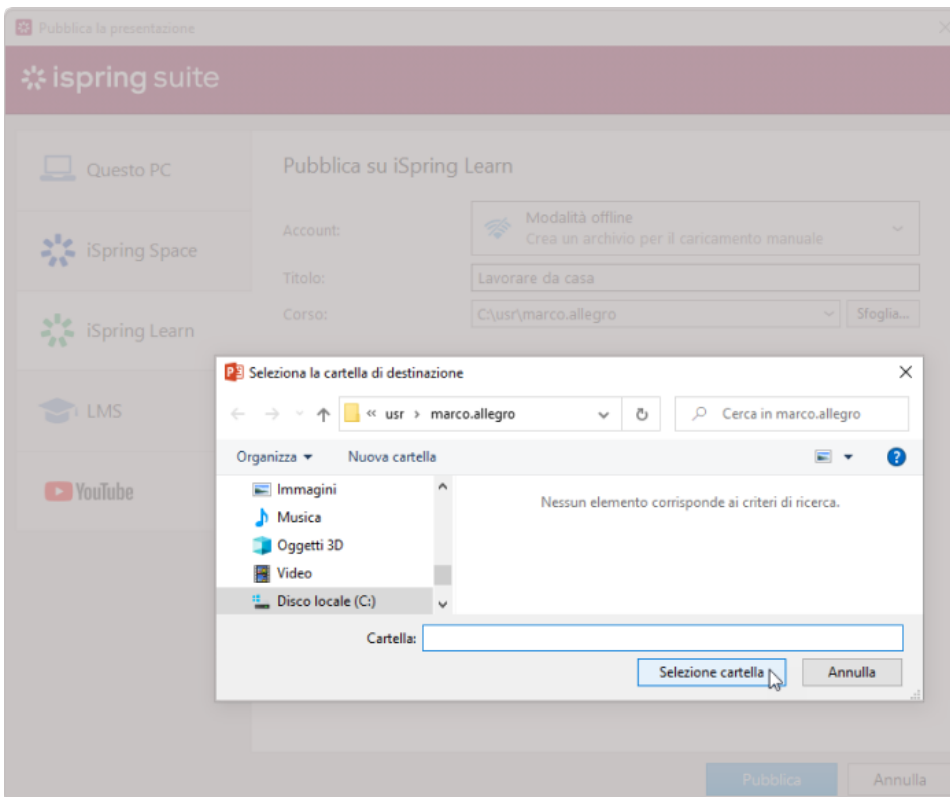 Pubblica la presentazione
ispring suite
Questo PC
iSpring Space
iSpring Learn
LMS
YouTube
Pubblica su iSpring Learn
Account:
Modalità offline
Crea un archivio per il caricamento manuale
Titolo:
Lavorare da casa
Corso:
C:\usr\marco.allegro
Sfoglia...
Seleziona la cartella di destinazione
« usr › marco.allegro
Cerca in marco.allegro
Organizza
Nuova cartella
Immagini
Musica
Oggetti 3D
Video
Disco locale (C:)
Nessun elemento corrisponde ai criteri di ricerca.
Cartella:
Selezione cartella
Annulla
Pubblica
Annulla